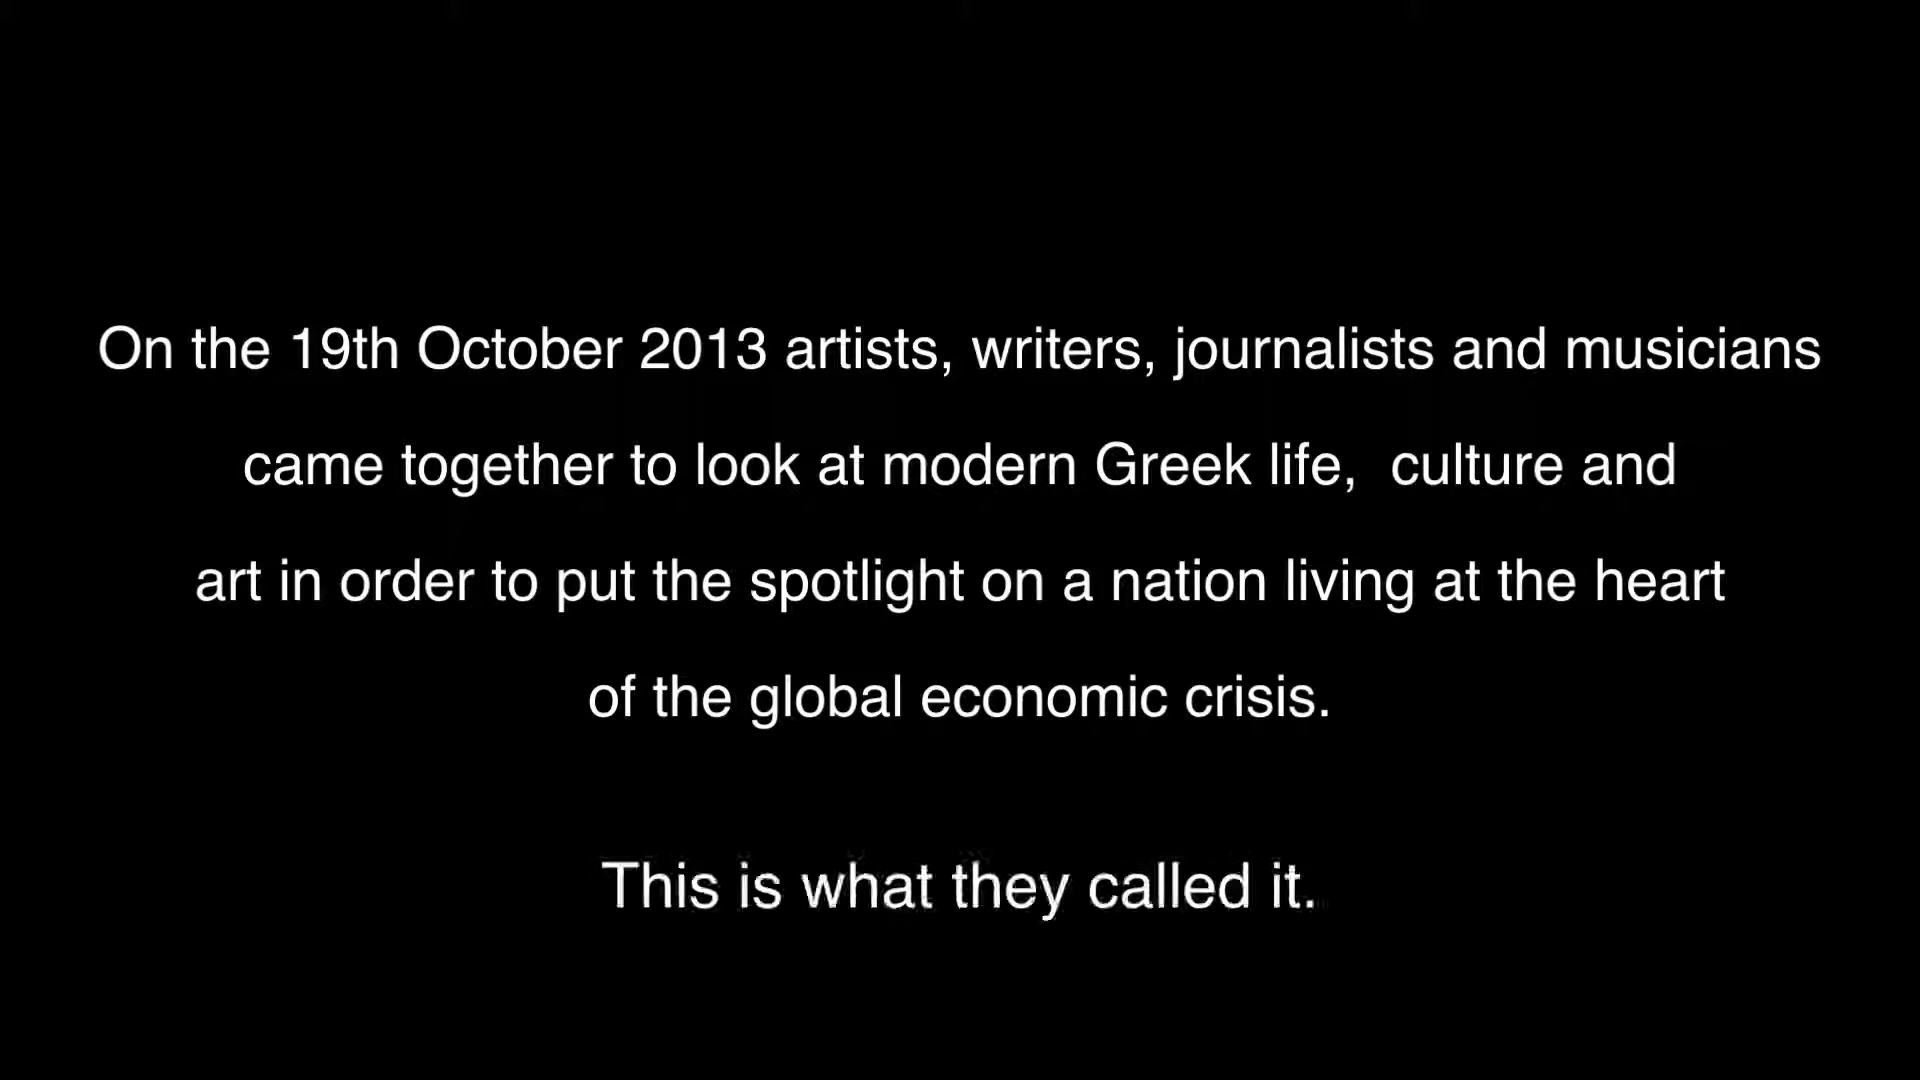 On the 19th October 2013 artists, writers, journalists and musicians
came together to look at modern Greek life,  culture and
art in order to put the spotlight on a nation living at the heart
of the global economic crisis.
This is what they called it.